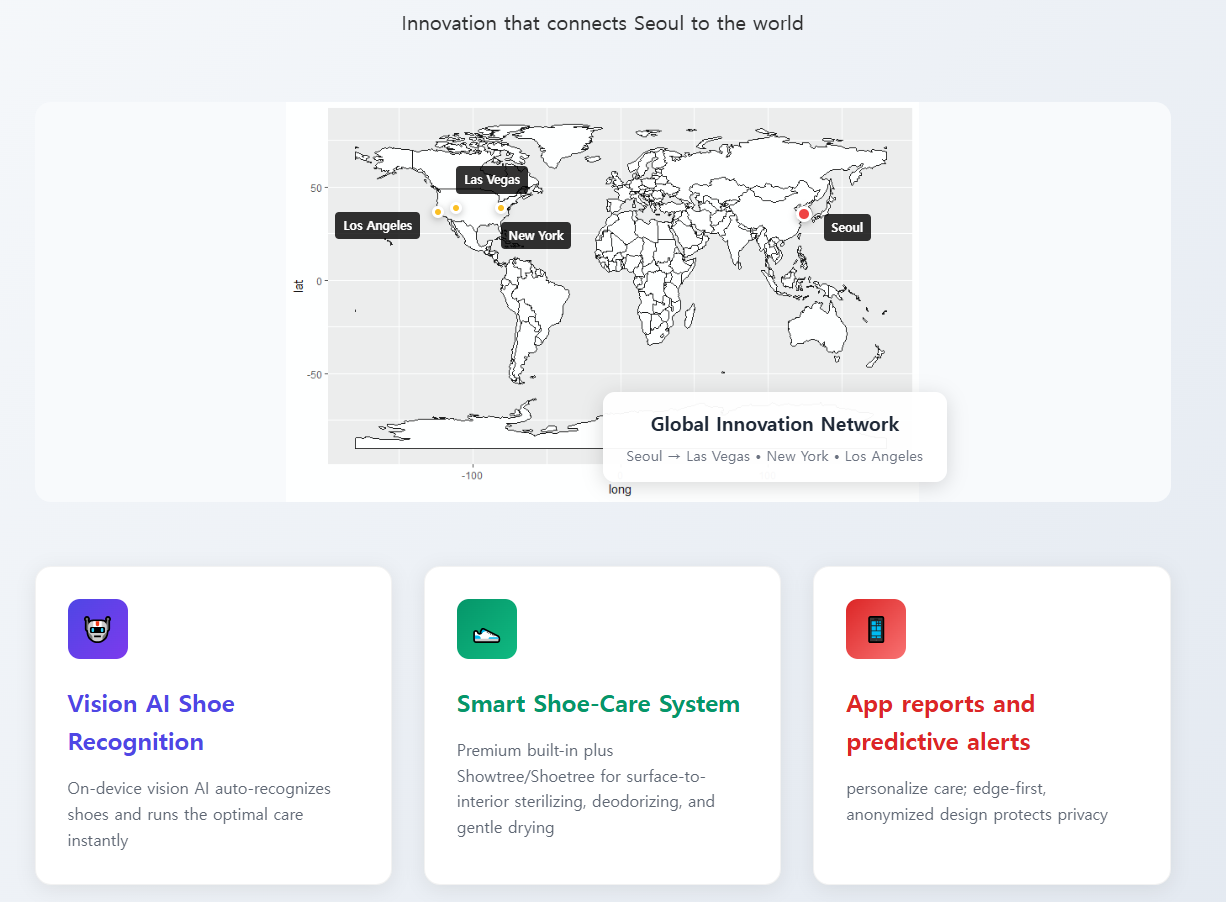 Innovation that connects Seoul to the world
50
0
-50
lat
-100
long
Las Vegas
Los Angeles
New York
Seoul
Global Innovation Network
Seoul → Las Vegas • New York • Los Angeles
Vision AI Shoe
Recognition
On-device vision AI auto-recognizes
shoes and runs the optimal care
instantly
Smart Shoe-Care System
Premium built-in plus
Showtree/Shoetree for surface-to-
interior sterilizing, deodorizing, and
gentle drying
App reports and
predictive alerts
personalize care; edge-first,
anonymized design protects privacy